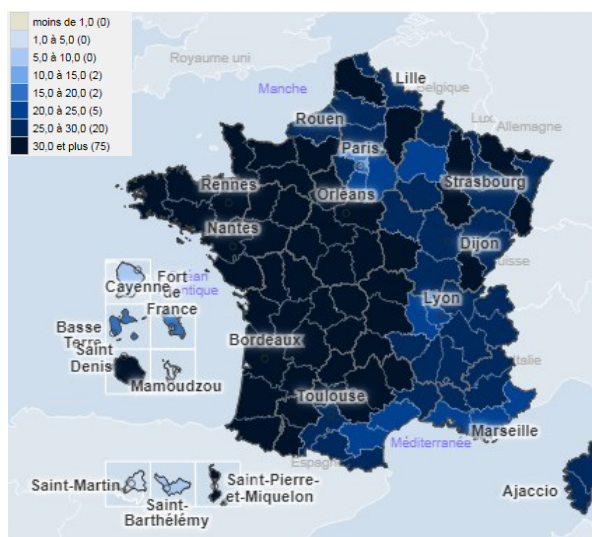 moins de 1,0 (0)
1,0 à 5,0 (0)
5,0 à 10,0 (0)
10,0 à 15,0 (2)
15,0 à 20,0 (2)
20,0 à 25,0 (5)
25,0 à 30,0 (20)
30,0 et plus (75)
Royaume uni
Manche
Lille
Belgique
Rouen
Lux.
Allemagne
Paris
Rennes
Orléans
Strasbourg
Nantes
Dijon
Suisse
Cayenne
Fort
de
France
Océan
Atlantique
Lyon
Basse
Terre
Bordeaux
Saint
Denis
Mamoudzou
Italie
Toulouse
Marseille
Méditerranée
Espagne
Saint-Martin
Saint-
Barthélémy
Saint-Pierre-
et-Miquelon
Ajaccio